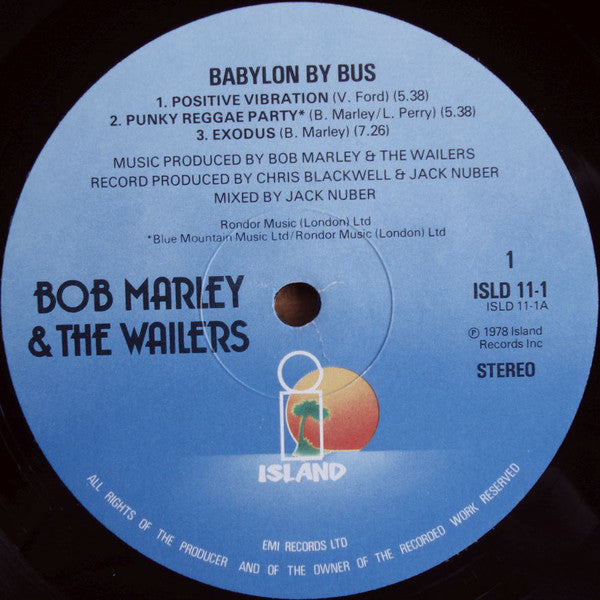 BABYLON BY BUS
1. POSITIVE VIBRATION (V. Ford) (5.38)
2. PUNKY REGGAE PARTY* (B. Marley/L. Perry) (5.38)
3. EXODUS (B. Marley) (7.26)
MUSIC PRODUCED BY BOB MARLEY & THE WAILERS
RECORD PRODUCED BY CHRIS BLACKWELL & JACK NUBER
MIXED BY JACK NUBER
Rondor Music (London) Ltd
*Blue Mountain Music Ltd/Rondor Music (London) Ltd
BOB MARLEY
& THE WAILERS
1
ISLD 11-1
ISLD 11-1A
℗ 1978 Island
Records Inc
STEREO
ISLAND
EMI RECORDS LTD
ALL RIGHTS OF THE PRODUCER AND OF THE OWNER OF THE RECORDED WORK RESERVED